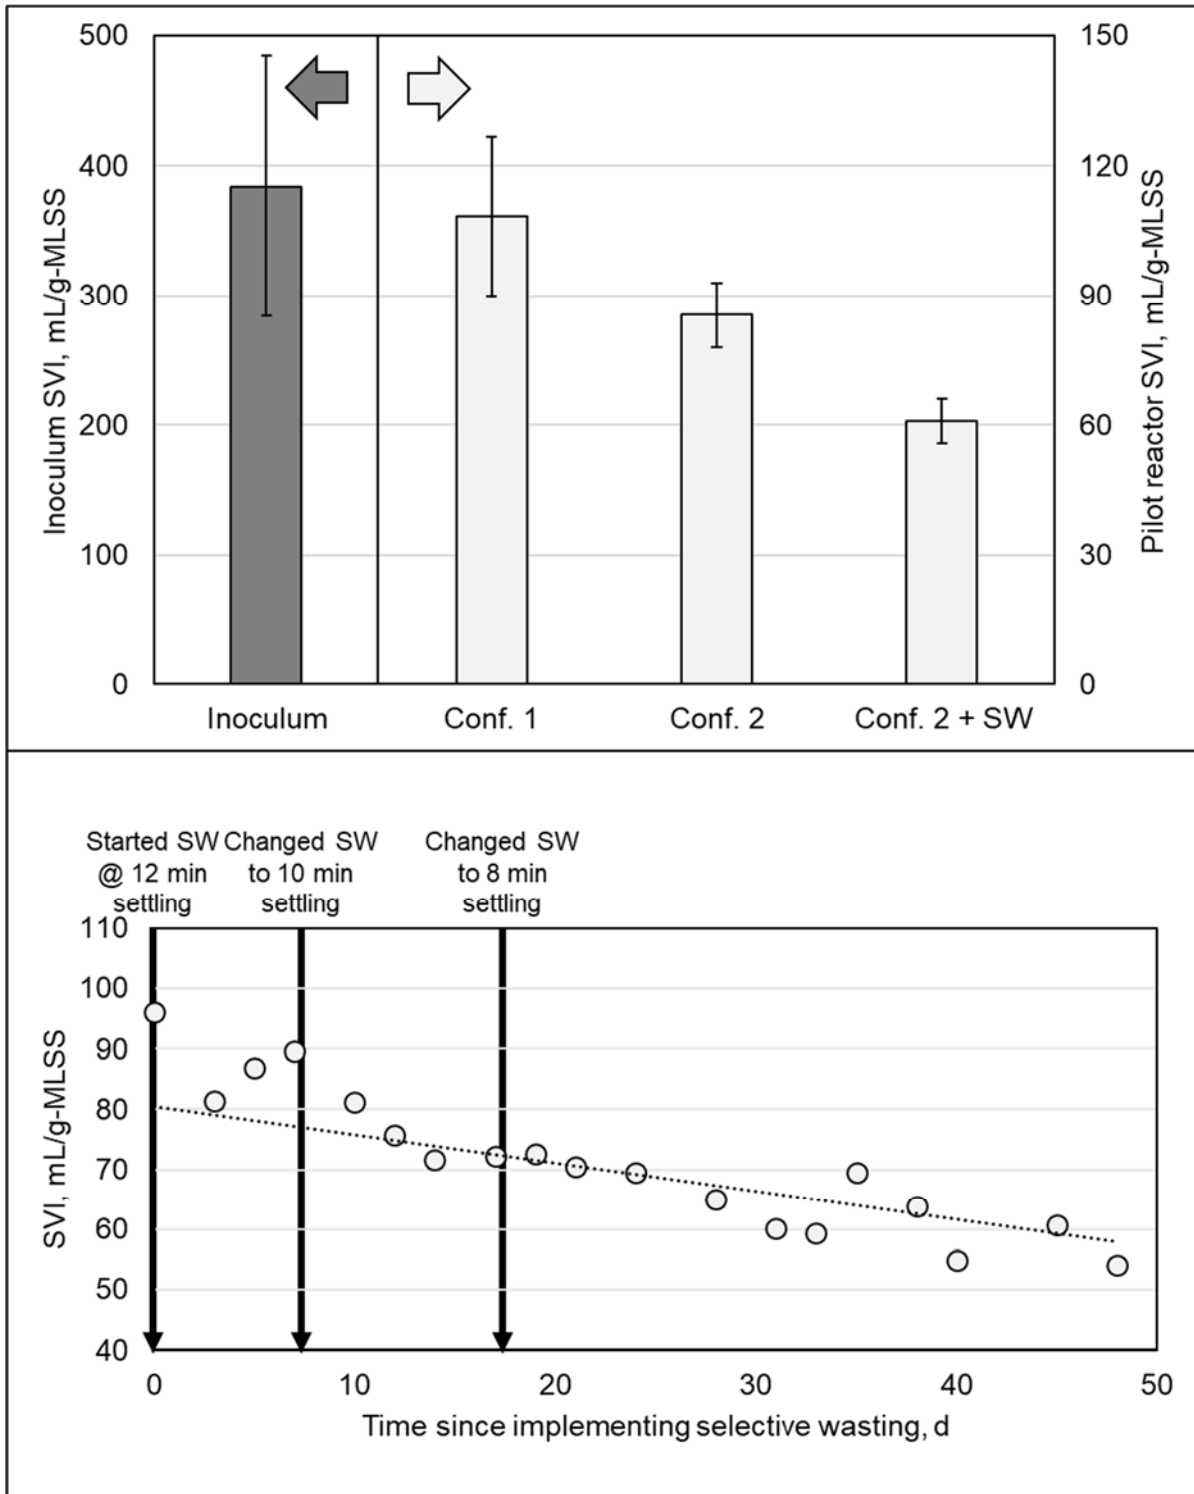 500
400
300
200
100
0
Inoculum SVI, mL/g-MLSS
150
120
90
60
30
0
Pilot reactor SVI, mL/g-MLSS
Inoculum
Conf. 1
Conf. 2
Conf. 2 + SW
Started SW
@ 12 min
settling
Changed SW
to 10 min
settling
Changed SW
to 8 min
settling
110
100
90
80
70
60
50
40
SVI, mL/g-MLSS
0
10
20
30
40
50
Time since implementing selective wasting, d